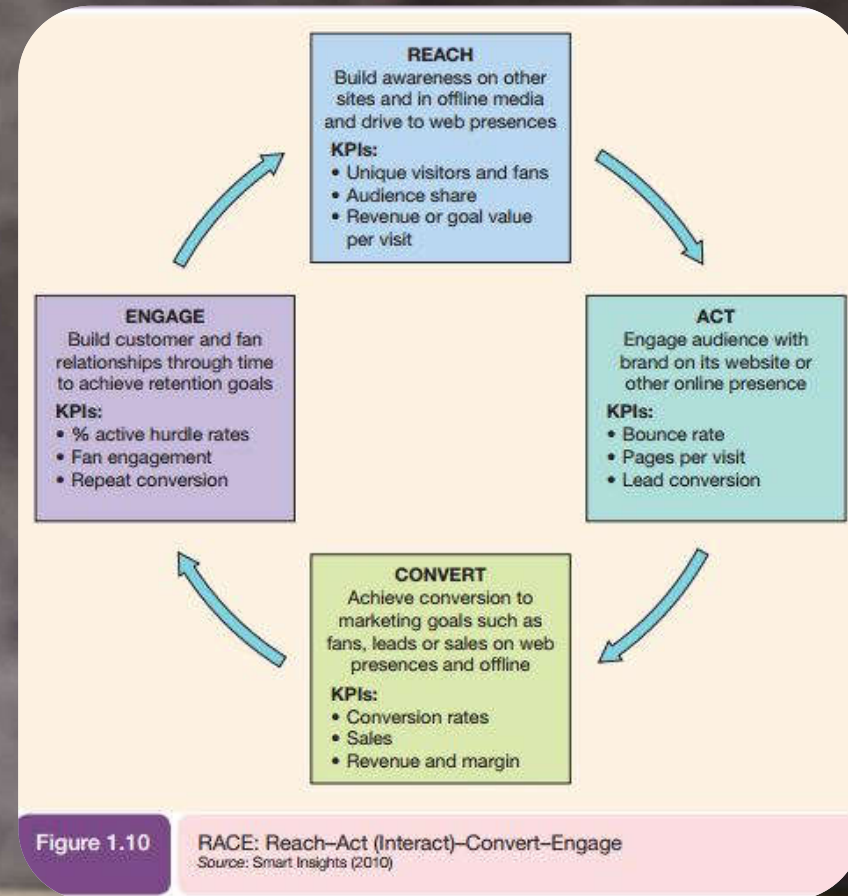 REACH
Build awareness on other
sites and in offline media
and drive to web presences
KPIs:
• Unique visitors and fans
• Audience share
• Revenue or goal value
per visit
ACT
Engage audience with
brand on its website or
other online presence
KPIs:
• Bounce rate
• Pages per visit
• Lead conversion
CONVERT
Achieve conversion to
marketing goals such as
fans, leads or sales on web
presences and offline
KPIs:
• Conversion rates
• Sales
• Revenue and margin
ENGAGE
Build customer and fan
relationships through time
to achieve retention goals
KPIs:
• % active hurdle rates
• Fan engagement
• Repeat conversion
Figure 1.10
RACE: Reach–Act (Interact)–Convert–Engage
Source: Smart Insights (2010)